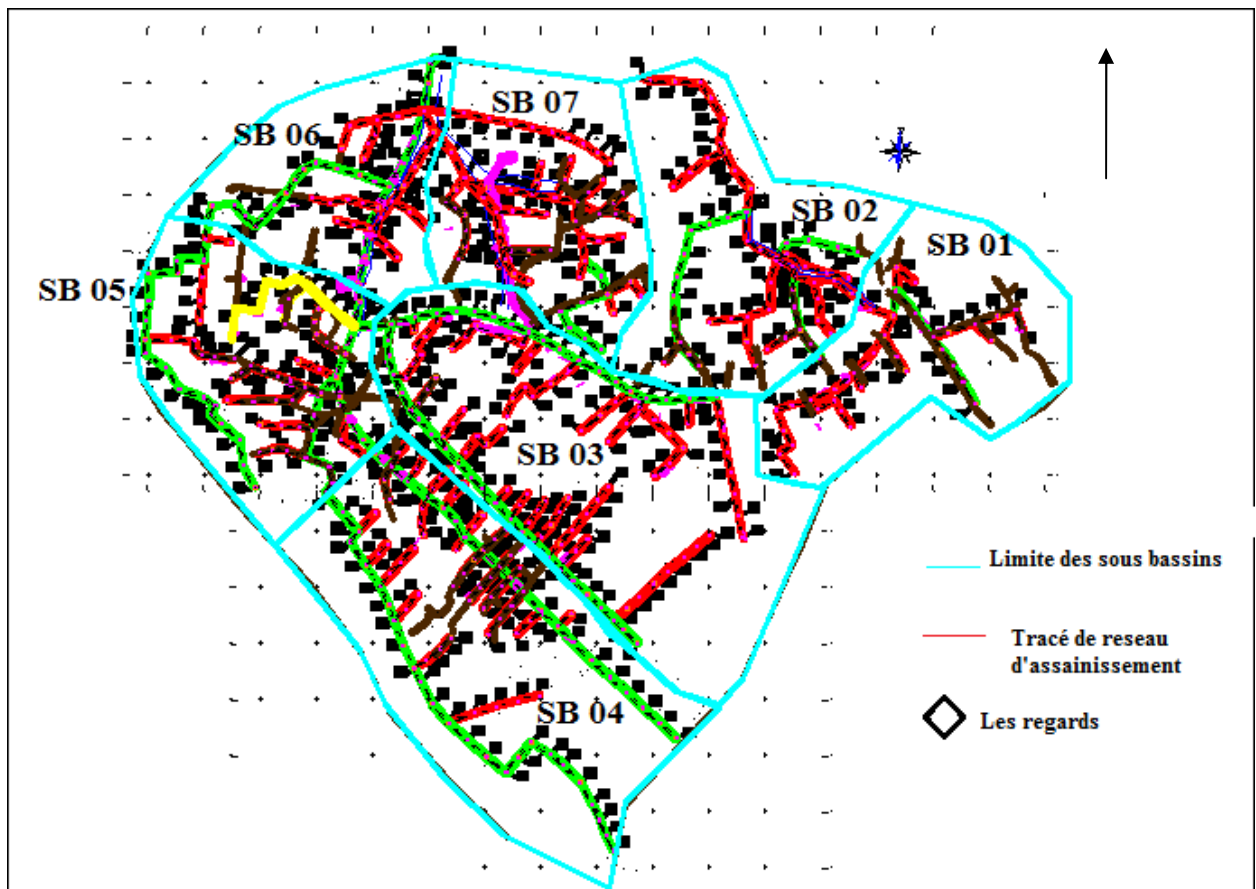 SB 07
SB 06
SB 02
SB 01
SB 05
SB 03
Limite des sous bassins
Tracé de reseau
d'assainissement
SB 04
Les regards